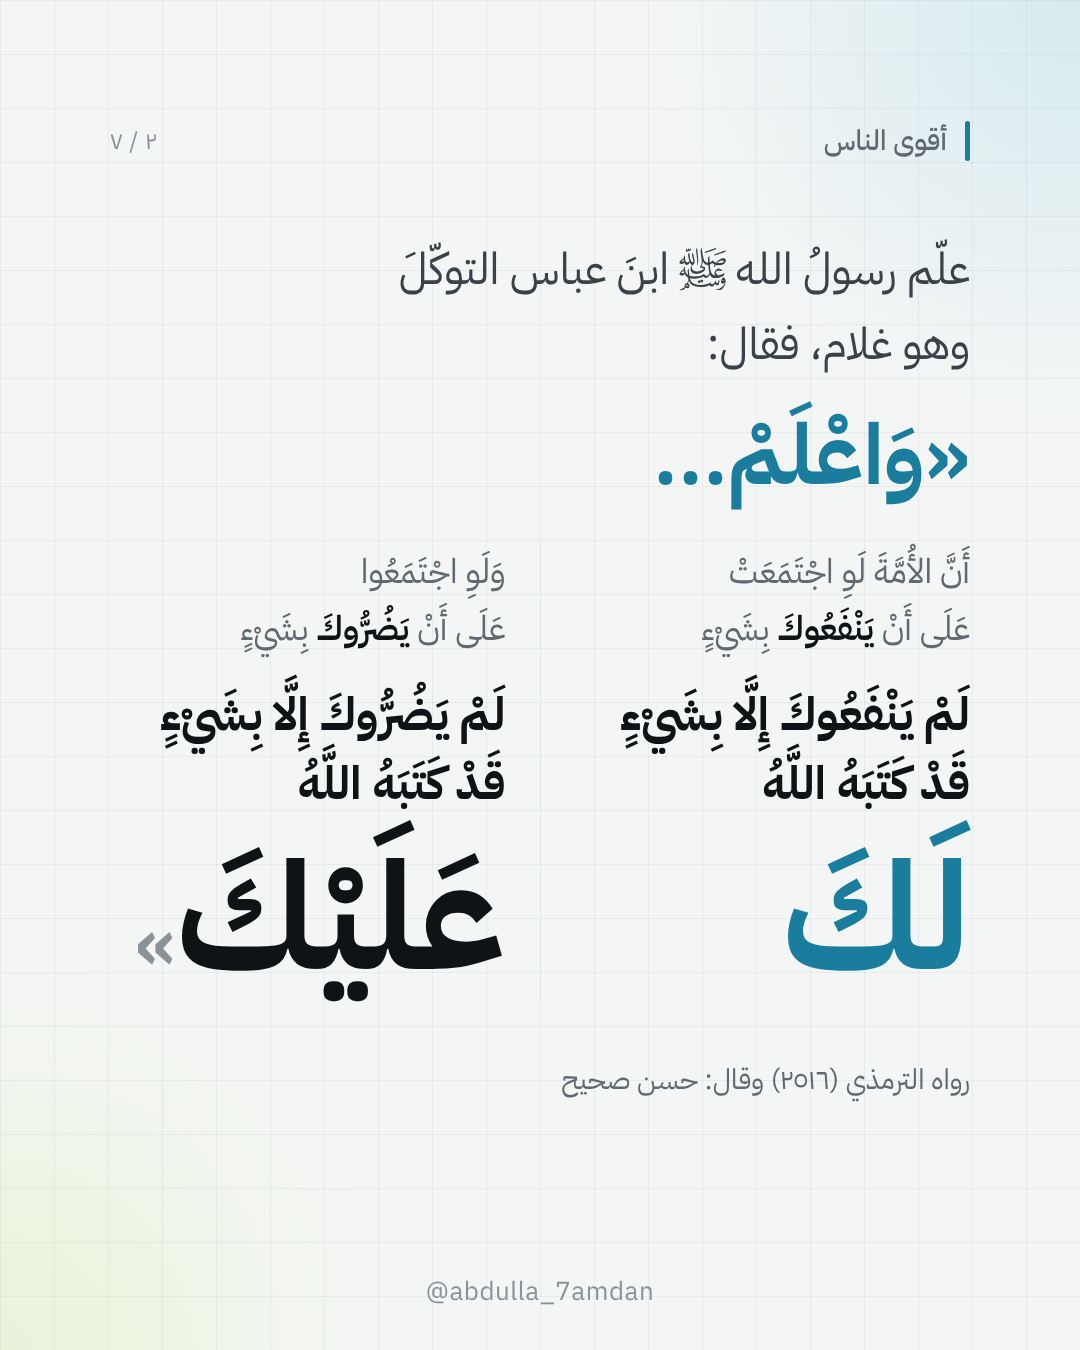 أقوى الناس
٢ / ٧
علّم رسولُ الله ﷺ ابنَ عباس التوكّلَ
وهو غلام، فقال:
«وَاعْلَمْ...
أَنَّ الأُمَّةَ لَوِ اجْتَمَعَتْ
عَلَى أَنْ يَنْفَعُوكَ بِشَيْءٍ
لَمْ يَنْفَعُوكَ إِلَّا بِشَيْءٍ
قَدْ كَتَبَهُ اللَّهُ
لَكَ
وَلَوِ اجْتَمَعُوا
عَلَى أَنْ يَضُرُّوكَ بِشَيْءٍ
لَمْ يَضُرُّوكَ إِلَّا بِشَيْءٍ
قَدْ كَتَبَهُ اللَّهُ
عَلَيْكَ»
رواه الترمذي (٢٥١٦) وقال: حسن صحيح
@abdulla_7amdan